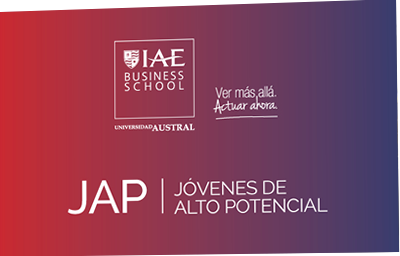 IAE
BUSINESS
SCHOOL
UNIVERSIDAD AUSTRAL
Ver más allá.
Actuar ahora.
JAP
JÓVENES DE
ALTO POTENCIAL